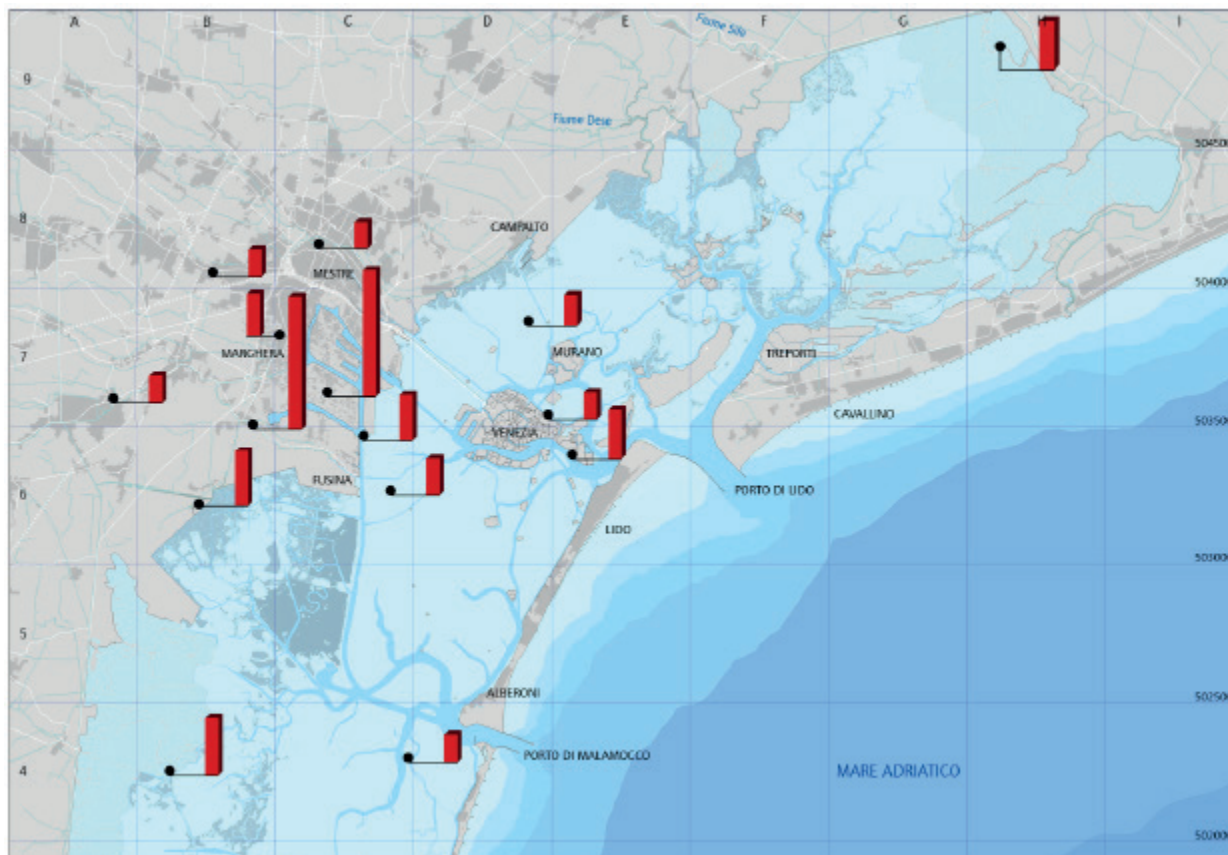 A B C D E F G H I
Fiume Sile
9
Fiume Dese
8
CAMPALTO
MESTRE
7
MARGHERA
MURANO
TREPORTI
CAVALLINO
VENEZIA
6
FUSINA
PORTO DI LIDO
LIDO
5
ALBERONI
PORTO DI MALAMOCCO
4
MARE ADRIATICO